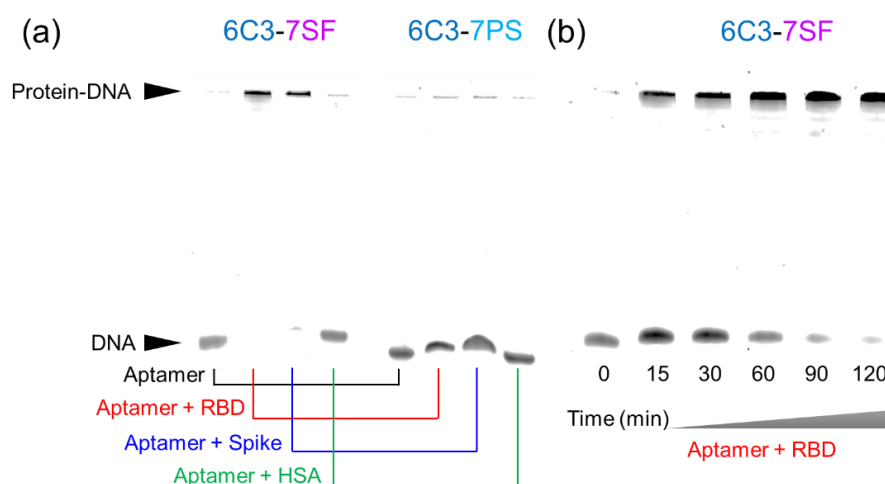 (a)
6C3-7SF
6C3-7PS
Protein-DNA
DNA
Aptamer
Aptamer + RBD
Aptamer + Spike
Aptamer + HSA
(b)
6C3-7SF
0 15 30 60 90 120
Time (min)
Aptamer + RBD